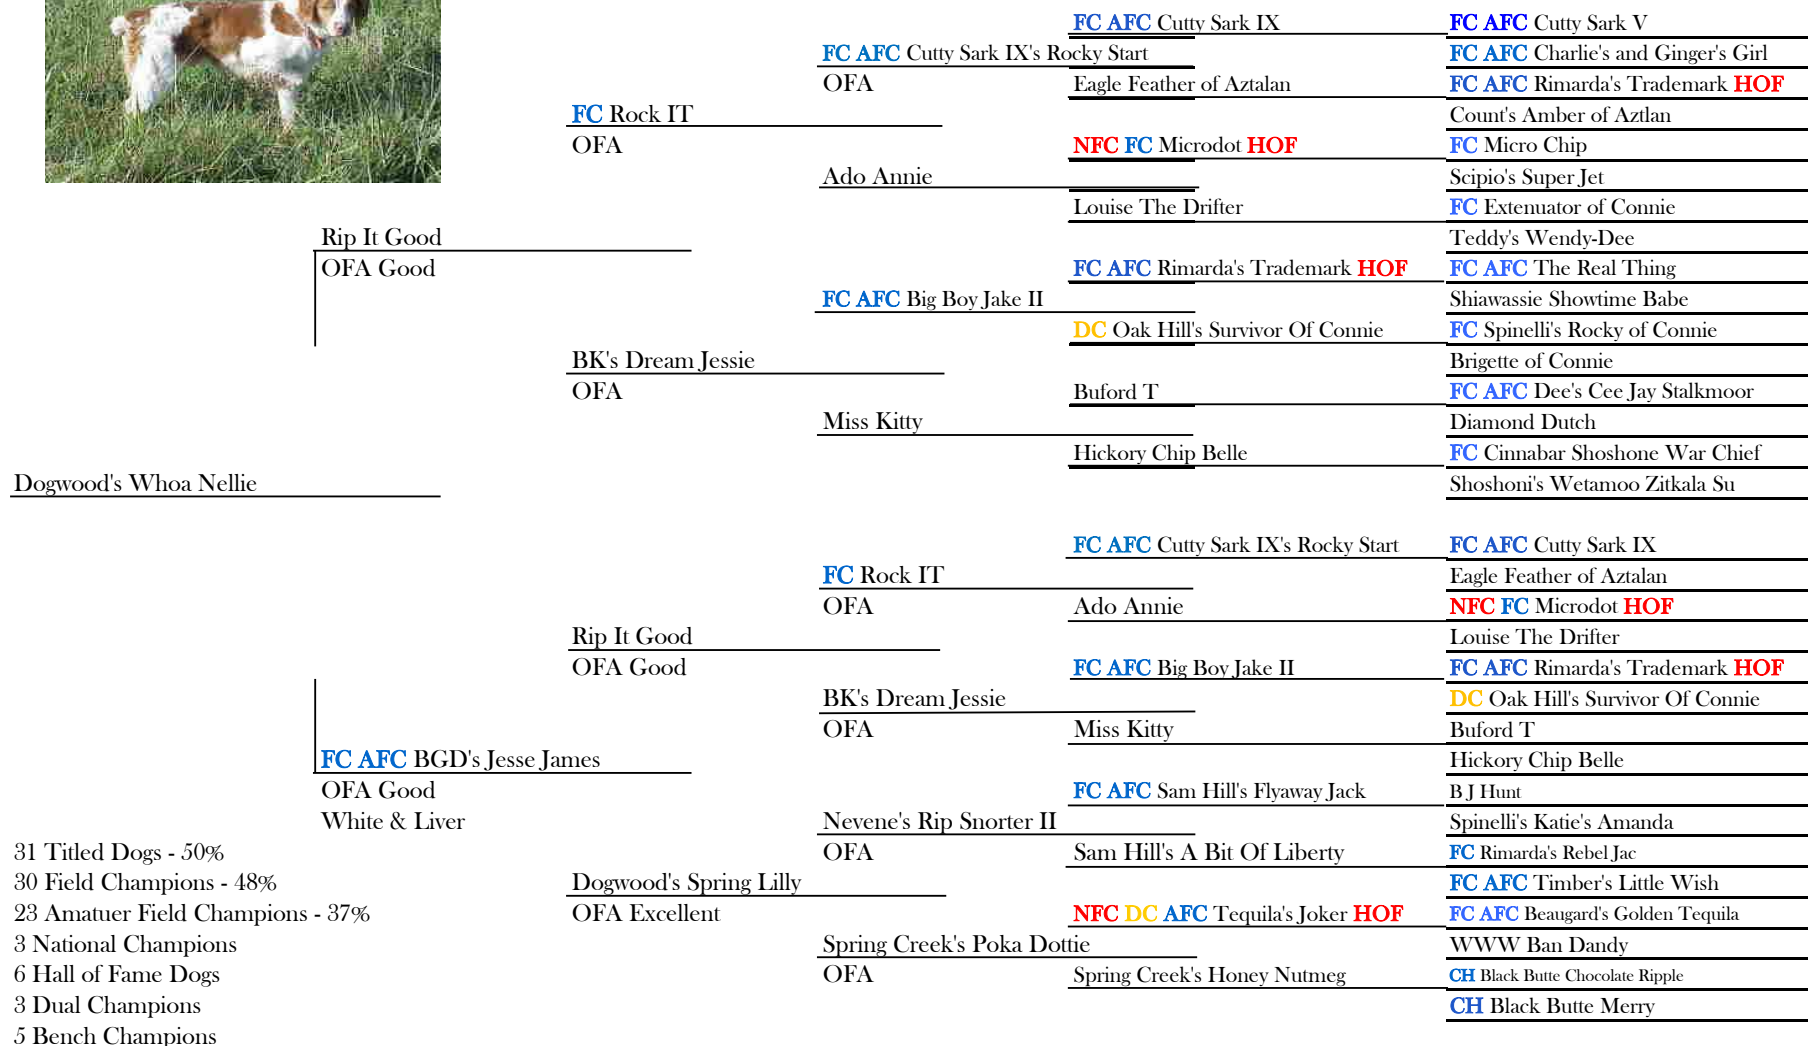 FC AFC Cutty Sark IX
FC AFC Cutty Sark V
FC AFC Cutty Sark IX's Rocky Start
FC AFC Charlie's and Ginger's Girl
OFA
Eagle Feather of Aztalan
FC AFC Rimarda's Trademark HOF
FC Rock IT
Count's Amber of Aztlan
OFA
NFC FC Microdot HOF
FC Micro Chip
Ado Annie
Scipio's Super Jet
Louise The Drifter
FC Extenuator of Connie
Rip It Good
Teddy's Wendy-Dee
OFA Good
FC AFC Rimarda's Trademark HOF
FC AFC The Real Thing
FC AFC Big Boy Jake II
Shiawassie Showtime Babe
DC Oak Hill's Survivor Of Connie
FC Spinelli's Rocky of Connie
BK's Dream Jessie
Brigette of Connie
OFA
Buford T
FC AFC Dee's Cee Jay Stalkmoor
Miss Kitty
Diamond Dutch
Hickory Chip Belle
FC Cinnabar Shoshone War Chief
Dogwood's Whoa Nellie
Shoshoni's Wetamoo Zitkala Su
FC AFC Cutty Sark IX's Rocky Start
FC AFC Cutty Sark IX
FC Rock IT
Eagle Feather of Aztalan
OFA
Ado Annie
NFC FC Microdot HOF
Rip It Good
Louise The Drifter
OFA Good
FC AFC Big Boy Jake II
FC AFC Rimarda's Trademark HOF
BK's Dream Jessie
DC Oak Hill's Survivor Of Connie
OFA
Miss Kitty
Buford T
FC AFC BGD's Jesse James
Hickory Chip Belle
OFA Good
FC AFC Sam Hill's Flyaway Jack
B J Hunt
White & Liver
Nevene's Rip Snorter II
Spinelli's Katie's Amanda
31 Titled Dogs - 50%
OFA
Sam Hill's A Bit Of Liberty
FC Rimarda's Rebel Jac
30 Field Champions - 48%
Dogwood's Spring Lilly
FC AFC Timber's Little Wish
23 Amatuer Field Champions - 37%
OFA Excellent
NFC DC AFC Tequila's Joker HOF
FC AFC Beaugard's Golden Tequila
3 National Champions
Spring Creek's Poka Dottie
WWW Ban Dandy
6 Hall of Fame Dogs
OFA
Spring Creek's Honey Nutmeg
CH Black Butte Chocolate Ripple
3 Dual Champions
CH Black Butte Merry
5 Bench Champions